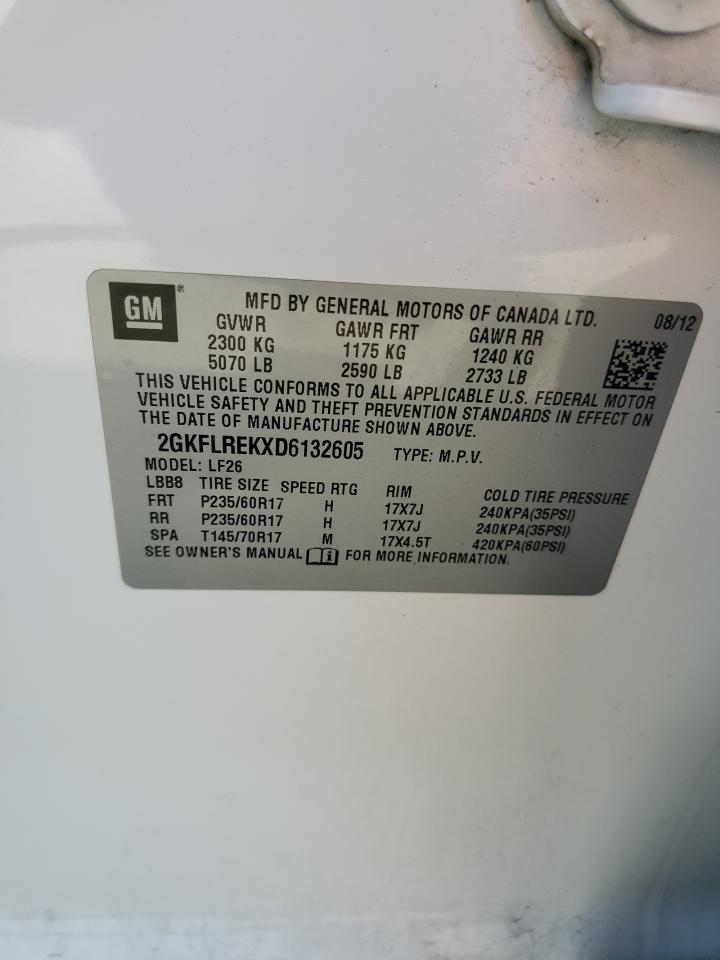 GM®
MFD BY GENERAL MOTORS OF CANADA LTD. 08/12
GVWR GAWR FRT GAWR RR
2300 KG 1175 KG 1240 KG
5070 LB 2590 LB 2733 LB
THIS VEHICLE CONFORMS TO ALL APPLICABLE U.S. FEDERAL MOTOR
VEHICLE SAFETY AND THEFT PREVENTION STANDARDS IN EFFECT ON
THE DATE OF MANUFACTURE SHOWN ABOVE.
2GKFLREKXD6132605 TYPE: M.P.V.
MODEL: LF26
LBB8 TIRE SIZE SPEED RTG RIM COLD TIRE PRESSURE
FRT P235/60R17 H 17X7J 240KPA(35PSI)
RR P235/60R17 H 17X7J 240KPA(35PSI)
SPA T145/70R17 M 17X4.5T 420KPA(60PSI)
SEE OWNER'S MANUAL FOR MORE INFORMATION.